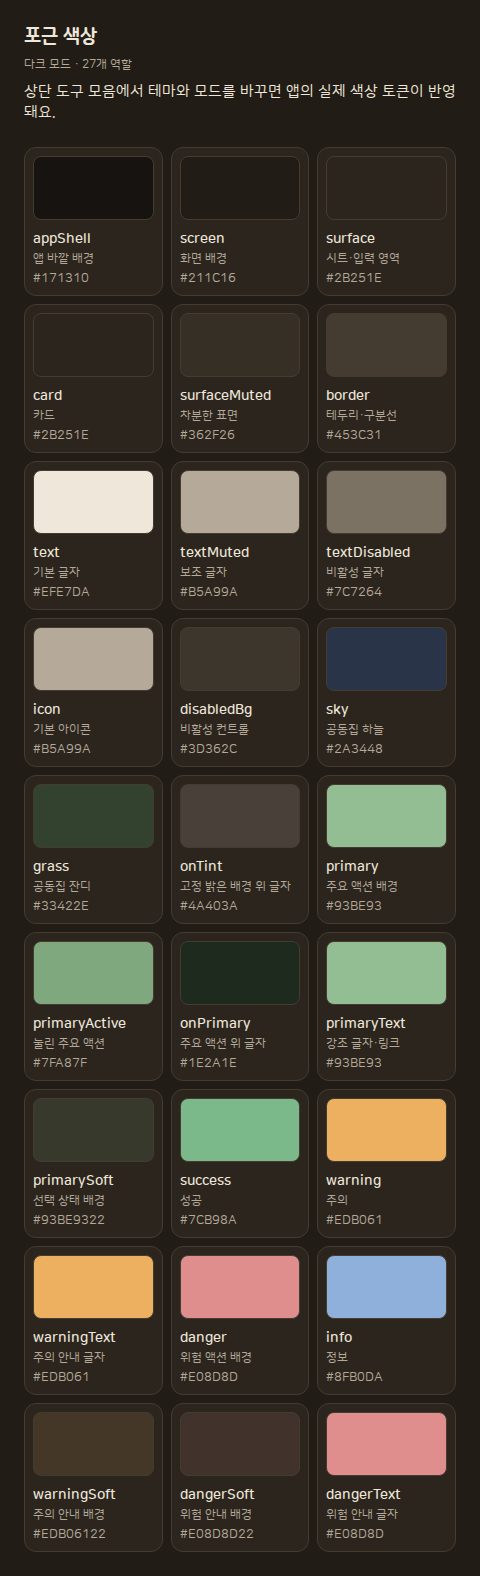 포근 색상
다크 모드 · 27개 역할
상단 도구 모음에서 테마와 모드를 바꾸면 앱의 실제 색상 토큰이 반영
돼요.
appShell
앱 바깥 배경
#171310
screen
화면 배경
#211C16
surface
시트·입력 영역
#2B251E
card
카드
#2B251E
surfaceMuted
차분한 표면
#362F26
border
테두리·구분선
#453C31
text
기본 글자
#EFE7DA
textMuted
보조 글자
#B5A99A
textDisabled
비활성 글자
#7C7264
icon
기본 아이콘
#B5A99A
disabledBg
비활성 컨트롤
#3D362C
sky
공동집 하늘
#2A3448
grass
공동집 잔디
#33422E
onTint
고정 밝은 배경 위 글자
#4A403A
primary
주요 액션 배경
#93BE93
primaryActive
눌린 주요 액션
#7FA87F
onPrimary
주요 액션 위 글자
#1E2A1E
primaryText
강조 글자·링크
#93BE93
primarySoft
선택 상태 배경
#93BE9322
success
성공
#7CB98A
warning
주의
#EDB061
warningText
주의 안내 글자
#EDB061
danger
위험 액션 배경
#E08D8D
info
정보
#8FB0DA
warningSoft
주의 안내 배경
#EDB06122
dangerSoft
위험 안내 배경
#E08D8D22
dangerText
위험 안내 글자
#E08D8D